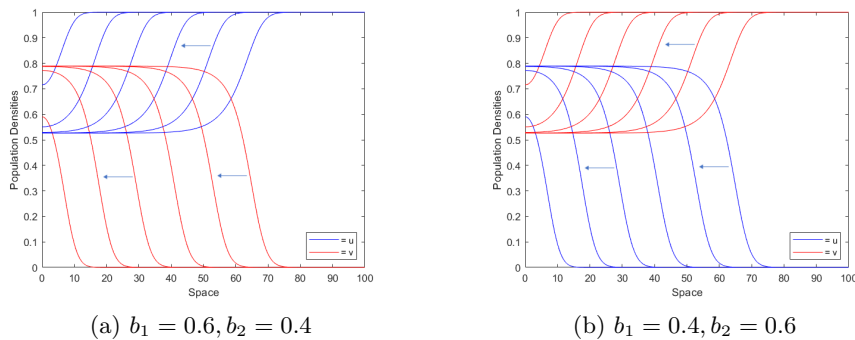 1
0.9
0.8
0.7
0.6
0.5
0.4
0.3
0.2
0.1
0
Population Densities
0 10 20 30 40 50 60 70 80 90 100
Space
= u
= v
(a) b₁ = 0.6, b₂ = 0.4
1
0.9
0.8
0.7
0.6
0.5
0.4
0.3
0.2
0.1
0
Population Densities
0 10 20 30 40 50 60 70 80 90 100
Space
= u
= v
(b) b₁ = 0.4, b₂ = 0.6